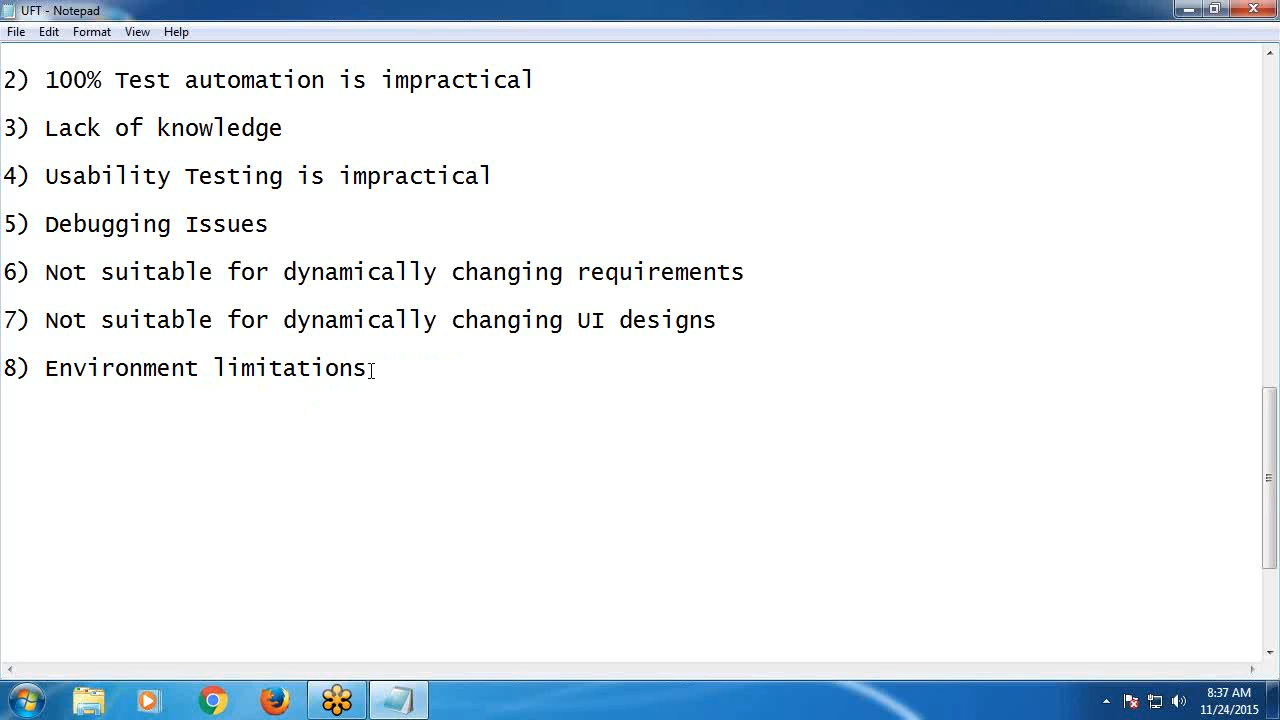 UFT - Notepad
File Edit Format View Help
2) 100% Test automation is impractical
3) Lack of knowledge
4) Usability Testing is impractical
5) Debugging Issues
6) Not suitable for dynamically changing requirements
7) Not suitable for dynamically changing UI designs
8) Environment limitations
8:37 AM
11/24/2015